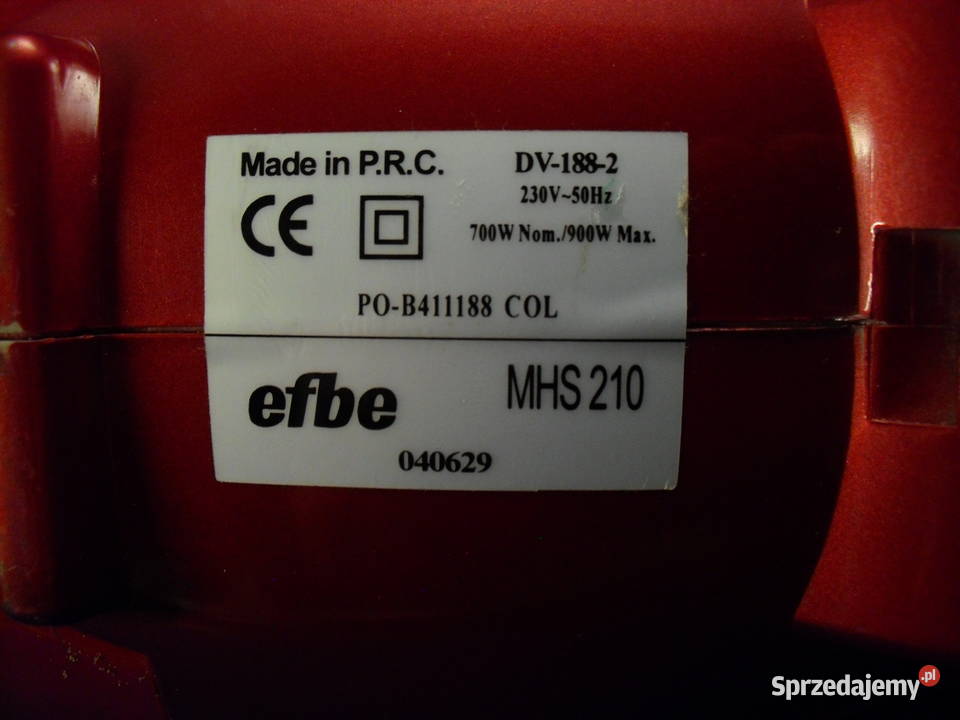 Made in P.R.C.
DV-188-2
230V~50Hz
CE
700W Nom./900W Max.
PO-B411188 COL
efbe
MHS 210
040629
Sprzedajemy.pl